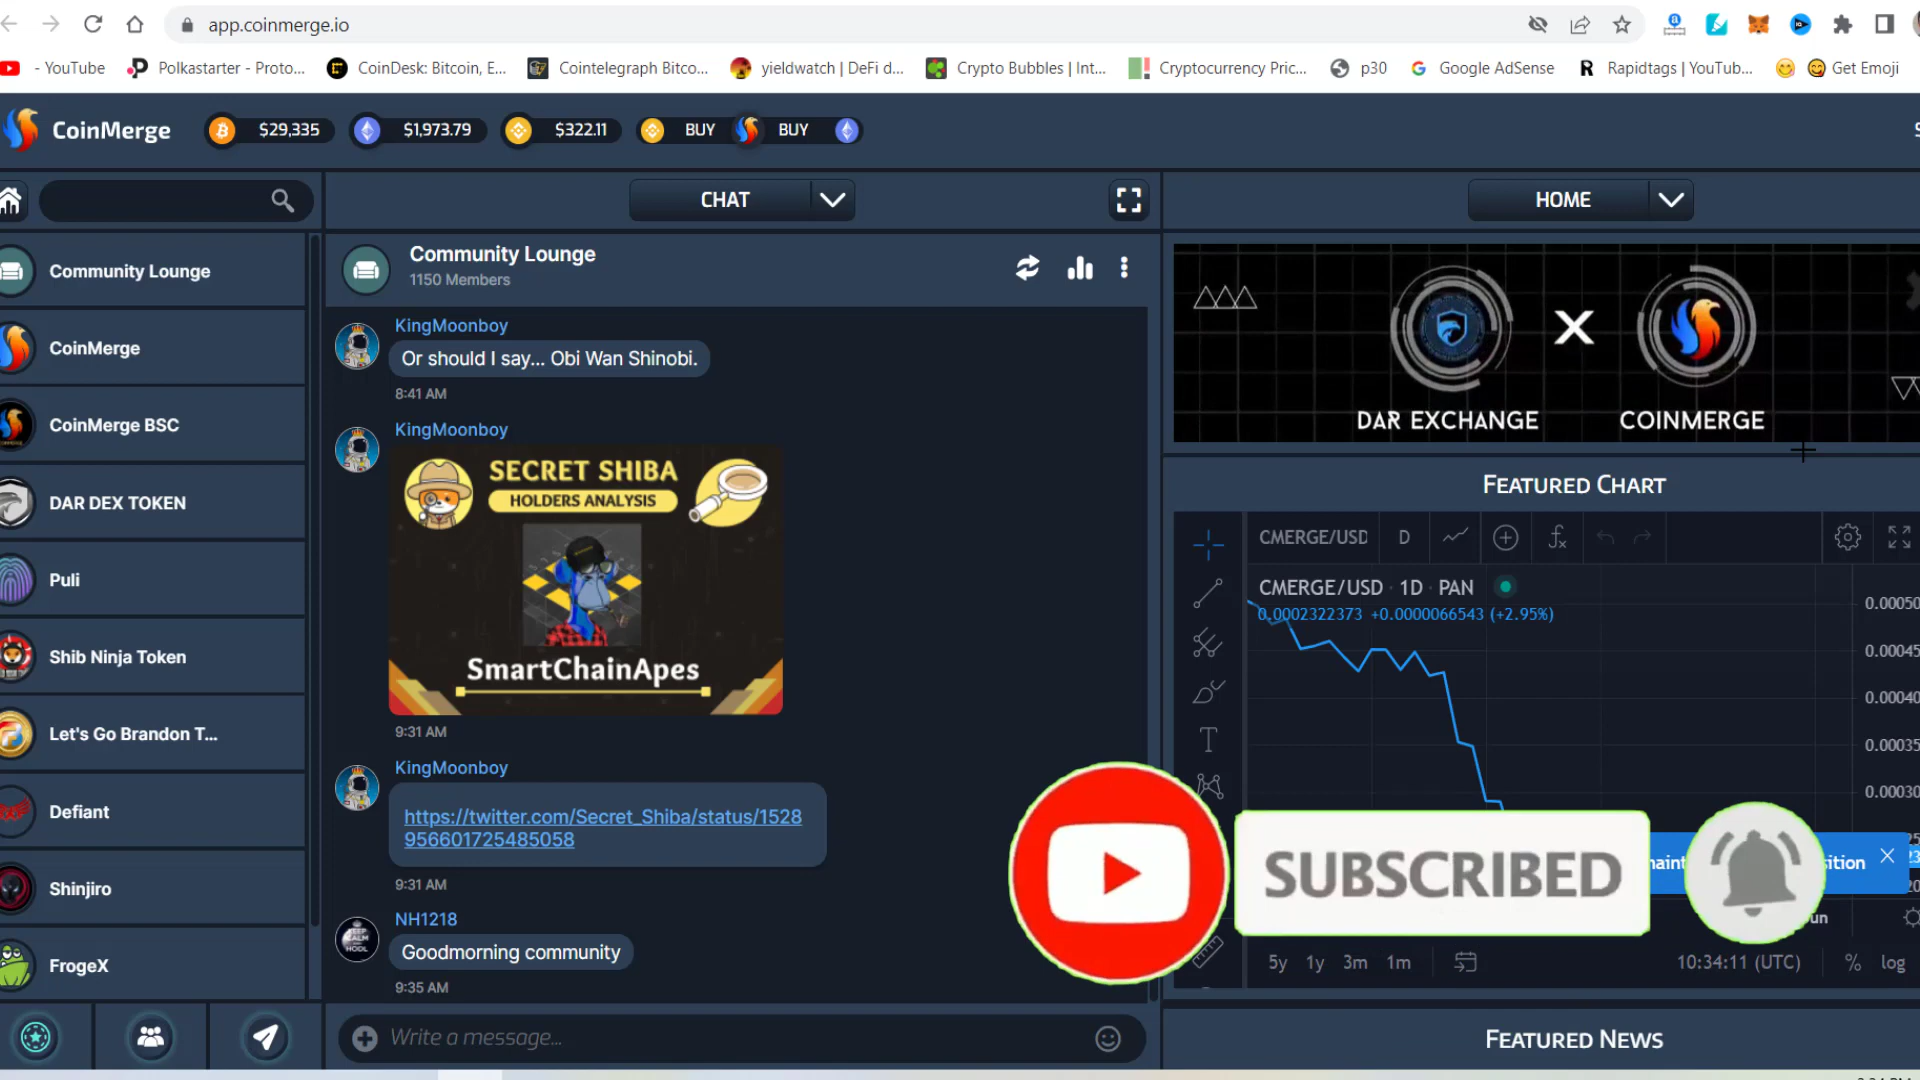 app.coinmerge.io
- YouTube
Polkastarter - Proto...
CoinDesk: Bitcoin, E...
Cointelegraph Bitco...
yieldwatch | DeFi d...
Crypto Bubbles | Int...
Cryptocurrency Pric...
p30
Google AdSense
Rapidtags | YouTub...
Get Emoji
CoinMerge
$29,335
$1,973.79
$322.11
BUY
BUY
CHAT
HOME
Community Lounge
CoinMerge
CoinMerge BSC
DAR DEX TOKEN
Puli
Shib Ninja Token
Let's Go Brandon T...
Defiant
Shinjiro
FrogeX
Community Lounge
1150 Members
KingMoonboy
Or should I say... Obi Wan Shinobi.
8:41 AM
KingMoonboy
SECRET SHIBA
HOLDERS ANALYSIS
SmartChainApes
9:31 AM
KingMoonboy
https://twitter.com/Secret_Shiba/status/1528
956601725485058
9:31 AM
NH1218
KEEP
CALM
HODL
Goodmorning community
9:35 AM
Write a message...
DAR EXCHANGE
X
COINMERGE
FEATURED CHART
CMERGE/USD
D
CMERGE/USD · 1D · PAN
0.0002322373 +0.0000066543 (+2.95%)
0.00050
0.00045
0.00040
0.00035
0.00030
SUBSCRIBED
5y 1y 3m 1m
10:34:11 (UTC)
%
log
FEATURED NEWS